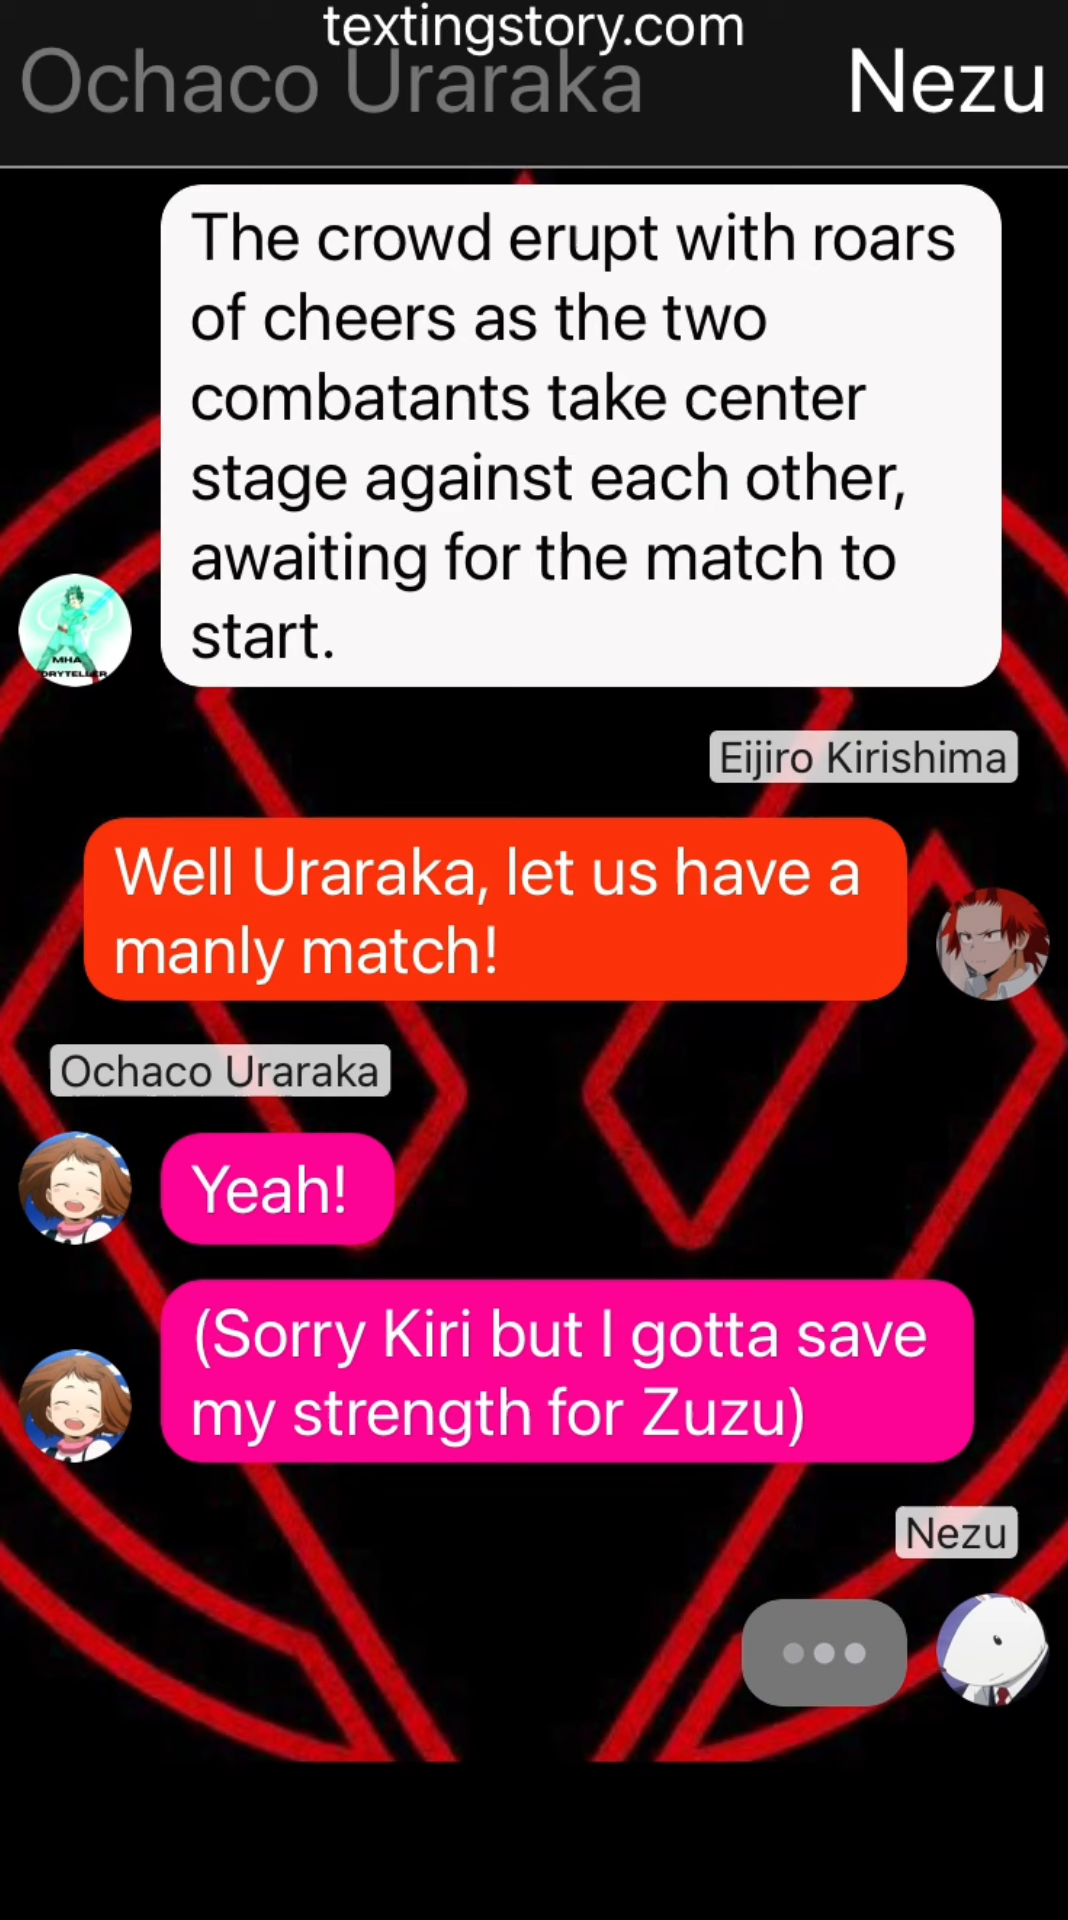 textingstory.com
Ochaco Uraraka
Nezu
The crowd erupt with roars
of cheers as the two
combatants take center
stage against each other,
awaiting for the match to
start.
MHA
Eijiro Kirishima
Well Uraraka, let us have a
manly match!
Ochaco Uraraka
Yeah!
(Sorry Kiri but I gotta save
my strength for Zuzu)
Nezu